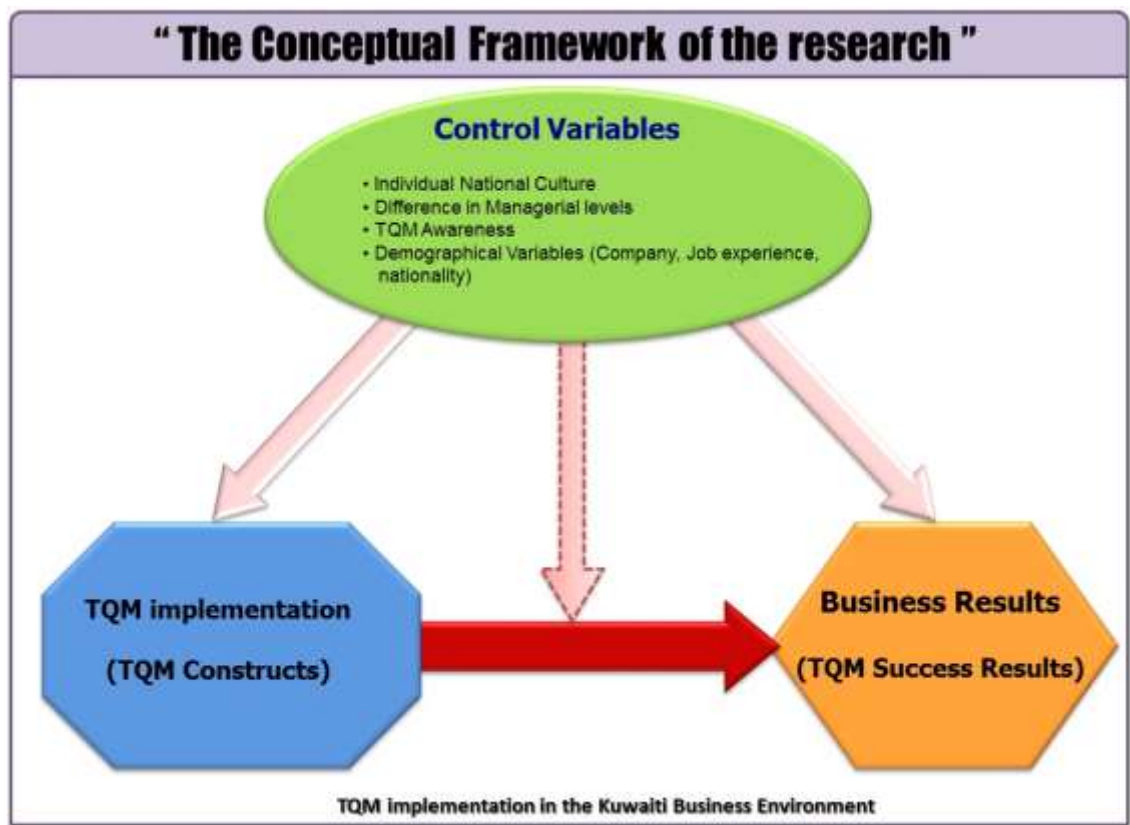 “ The Conceptual Framework of the research ”
Control Variables
• Individual National Culture
• Difference in Managerial levels
• TQM Awareness
• Demographical Variables (Company, Job experience,
nationality)
TQM implementation
(TQM Constructs)
Business Results
(TQM Success Results)
TQM implementation in the Kuwaiti Business Environment